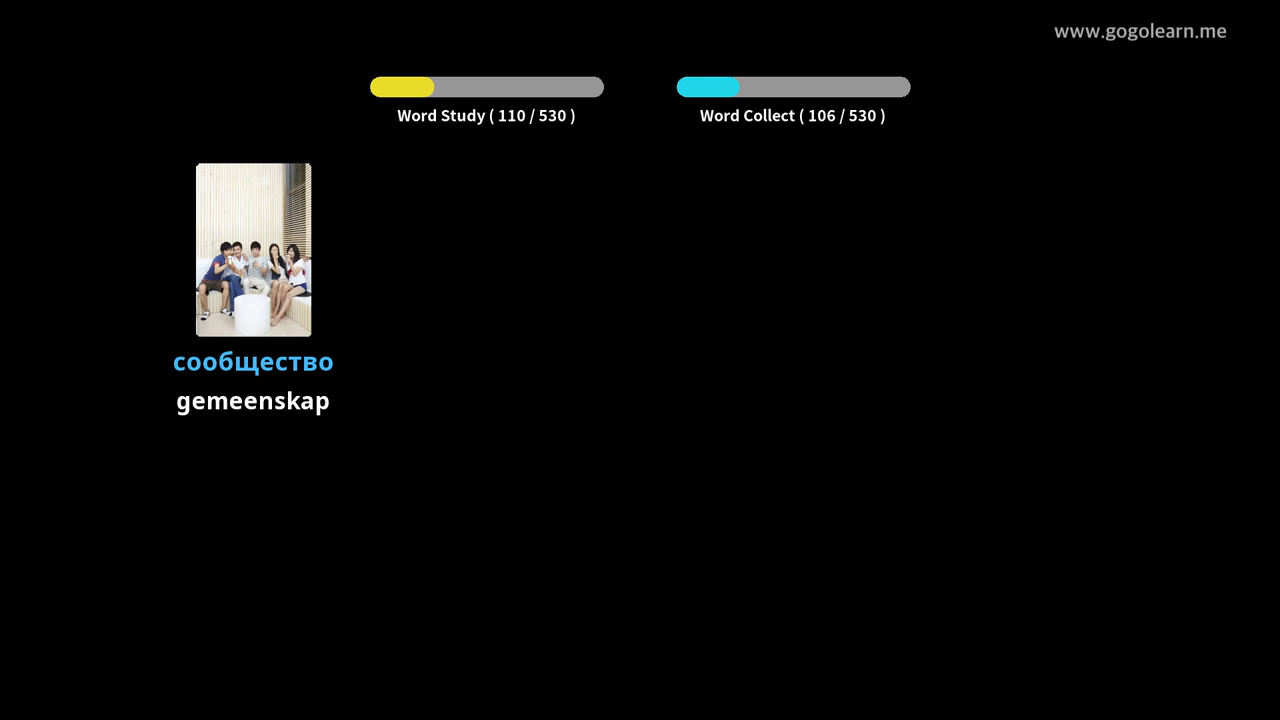 www.gogolearn.me
Word Study ( 110 / 530 )
Word Collect ( 106 / 530 )
сообщество
gemeenskap